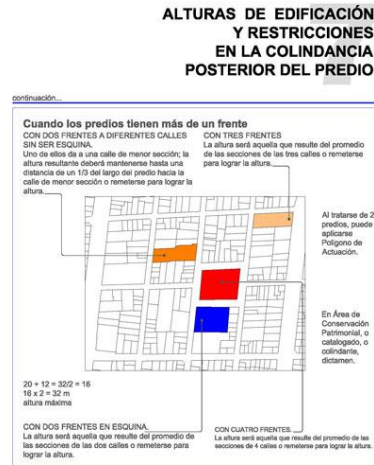 ALTURAS DE EDIFICACIÓN
Y RESTRICCIONES
EN LA COLINDANCIA
POSTERIOR DEL PREDIO
7
continuación...
Cuando los predios tienen más de un frente
CON DOS FRENTES A DIFERENTES CALLES
SIN SER ESQUINA.
Uno de ellos da a una calle de menor sección; la
altura resultante deberá mantenerse hasta una
distancia de un 1/3 del largo del predio hacia la
calle de menor sección o remeterse para lograr la
altura.
CON TRES FRENTES
La altura será aquella que resulte del promedio
de las secciones de las tres calles o remeterse
para lograr la altura.
Al tratarse de 2
predios, puede
aplicarse
Polígono de
Actuación.
En Área de
Conservación
Patrimonial, o
catalogado, o
colindante,
dictamen.
20 + 12 = 32/2 = 16
16 x 2 = 32 m
altura máxima
CON DOS FRENTES EN ESQUINA.
La altura será aquella que resulte del promedio de
las secciones de las dos calles o remeterse para
lograr la altura.
CON CUATRO FRENTES.
La altura será aquella que resulte del promedio de las
secciones de 4 calles o remeterse para lograr la altura.